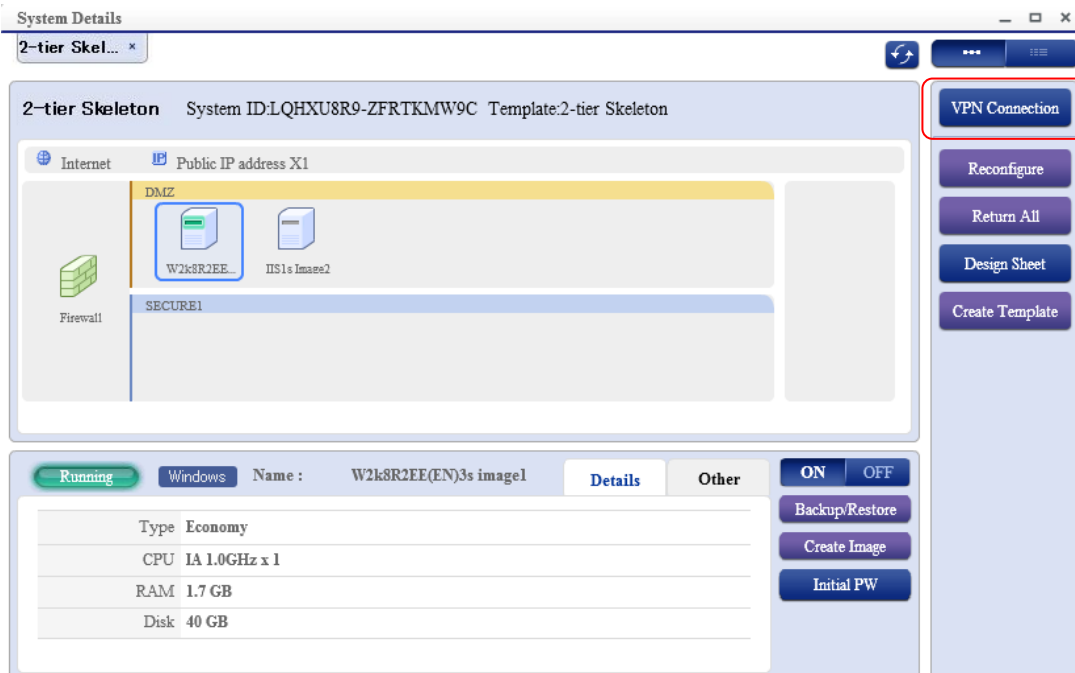 System Details
2-tier Skel... ×
2-tier Skeleton System ID:LQHXU8R9-ZFRTKMW9C Template:2-tier Skeleton
VPN Connection
Internet IP Public IP address X1
Reconfigure
DMZ
Return All
W2k8R2EE... IIS1s Image2
Design Sheet
SECURE1
Create Template
Firewall
Running Windows Name : W2k8R2EE(EN)3s image1 Details Other ON OFF
Backup/Restore
Type Economy
Create Image
CPU IA 1.0GHz x 1
Initial PW
RAM 1.7 GB
Disk 40 GB